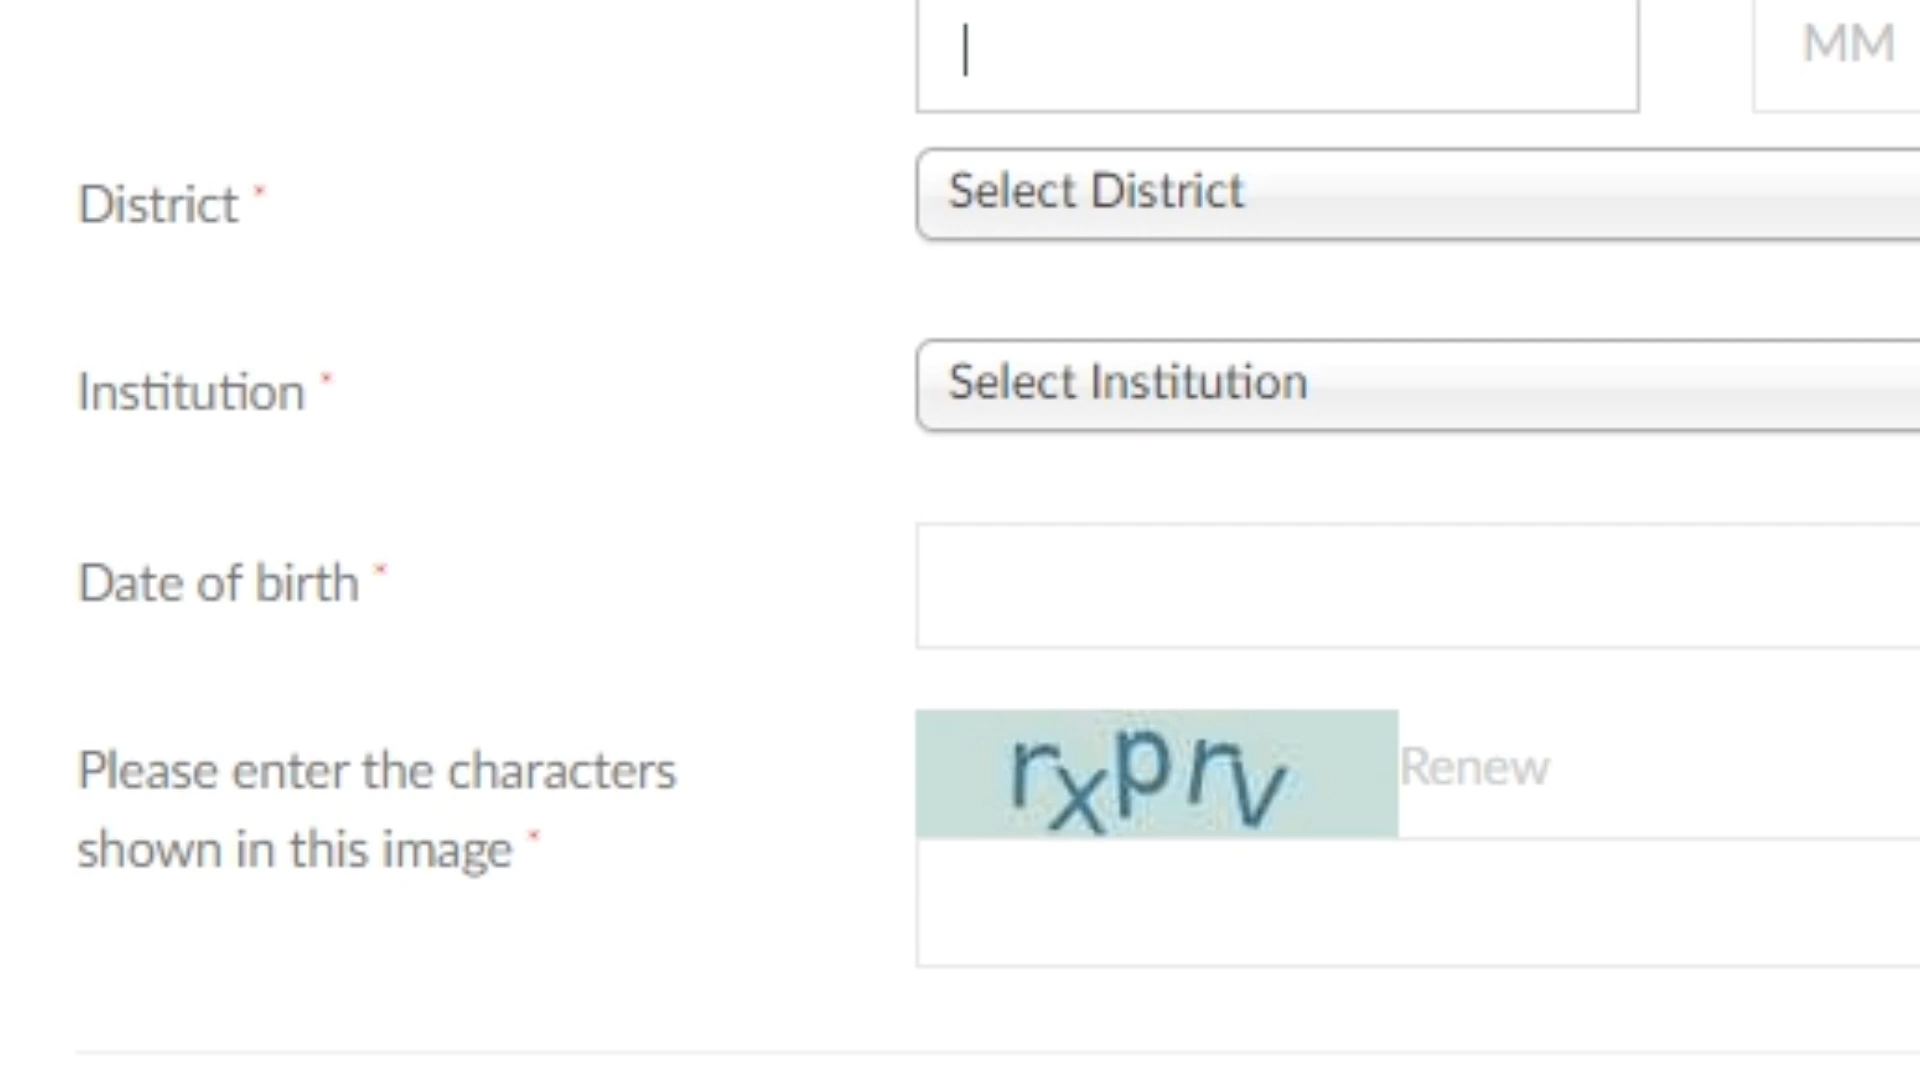 MM
District *
Select District
Institution *
Select Institution
Date of birth *
Please enter the characters
shown in this image *
rxprv
Renew